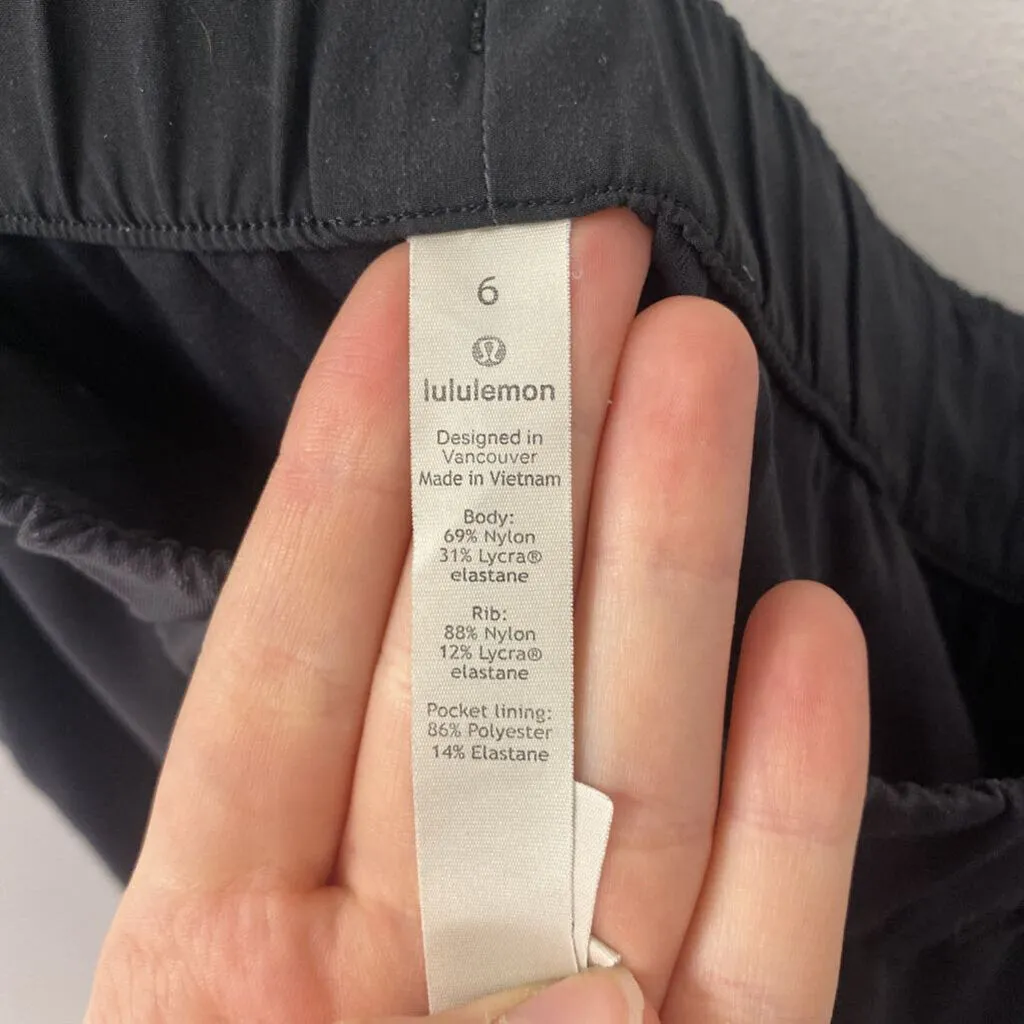 6
lululemon
Designed in
Vancouver
Made in Vietnam
Body:
69% Nylon
31% Lycra®
elastane
Rib:
88% Nylon
12% Lycra®
elastane
Pocket lining:
86% Polyester
14% Elastane